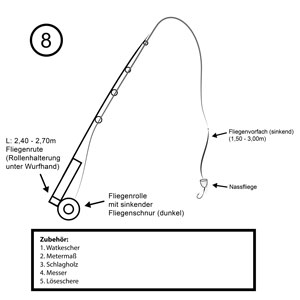 8
L: 2,40 - 2,70m
Fliegenrute
(Rollenhalterung
unter Wurfhand)
Fliegenvorfach (sinkend)
(1,50 - 3,00m)
Nassfliege
Fliegenrolle
mit sinkender
Fliegenschnur (dunkel)
Zubehör:
1. Watkescher
2. Metermaß
3. Schlagholz
4. Messer
5. Löseschere